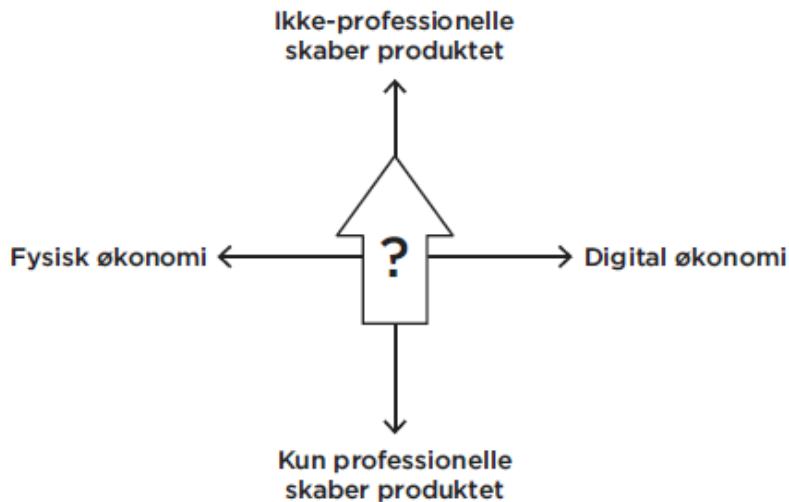 Ikke-professionelle
skaber produktet
Fysisk økonomi
?
Digital økonomi
Kun professionelle
skaber produktet